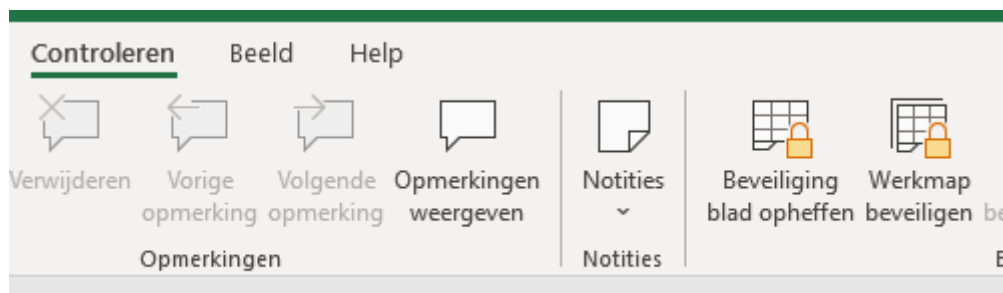 Controleren Beeld Help
Verwijderen Vorige opmerking Volgende opmerking Opmerkingen weergeven Notities Beveiliging blad opheffen Werkmap beveiligen
Opmerkingen Notities